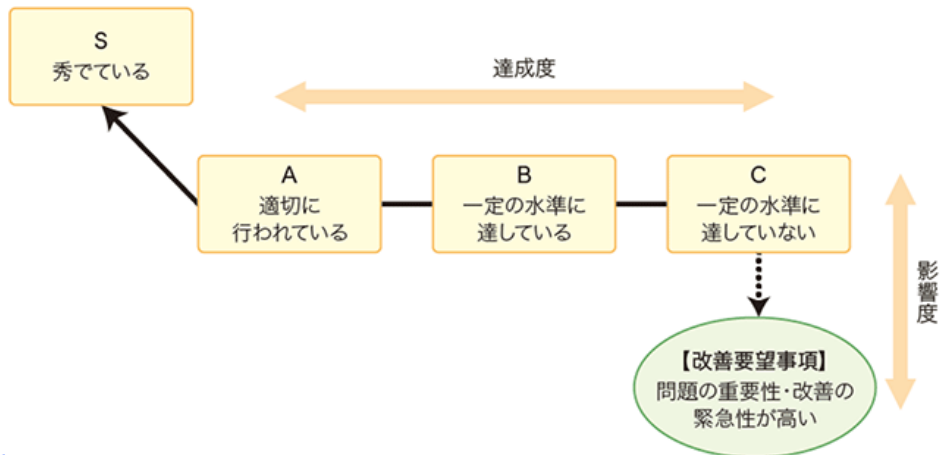 S
秀でている
達成度
A
適切に
行われている
B
一定の水準に
達している
C
一定の水準に
達していない
影響度
【改善要望事項】
問題の重要性・改善の
緊急性が高い